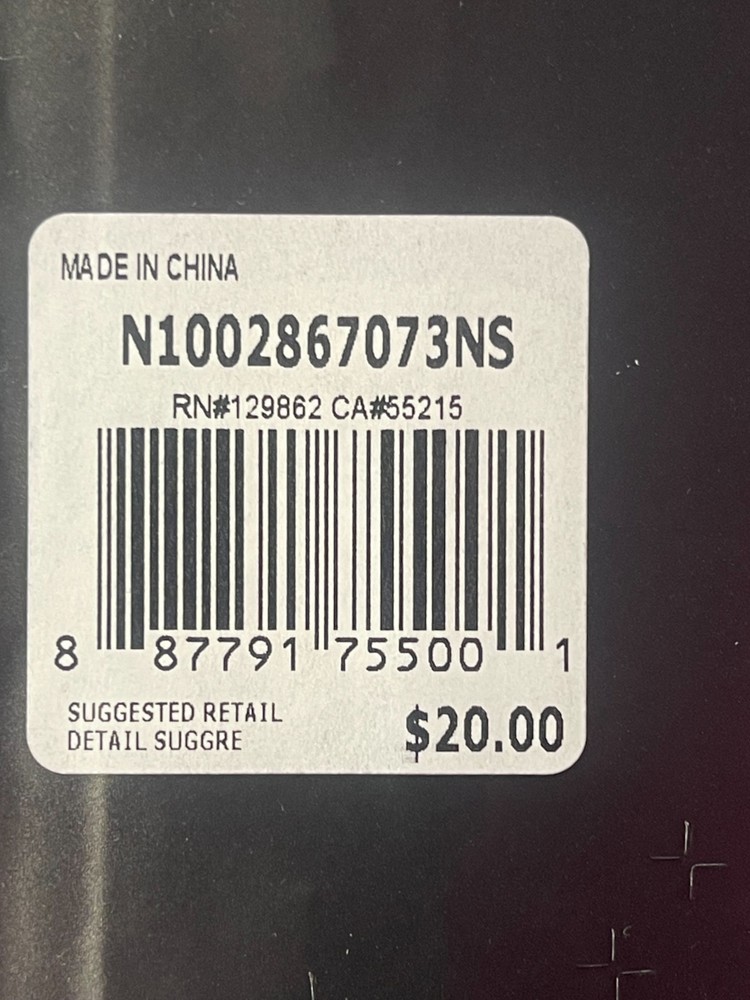 MADE IN CHINA
N1002867073NS
RN#129862 CA#55215
8 87791 75500 1
SUGGESTED RETAIL
DETAIL SUGGRE
$20.00